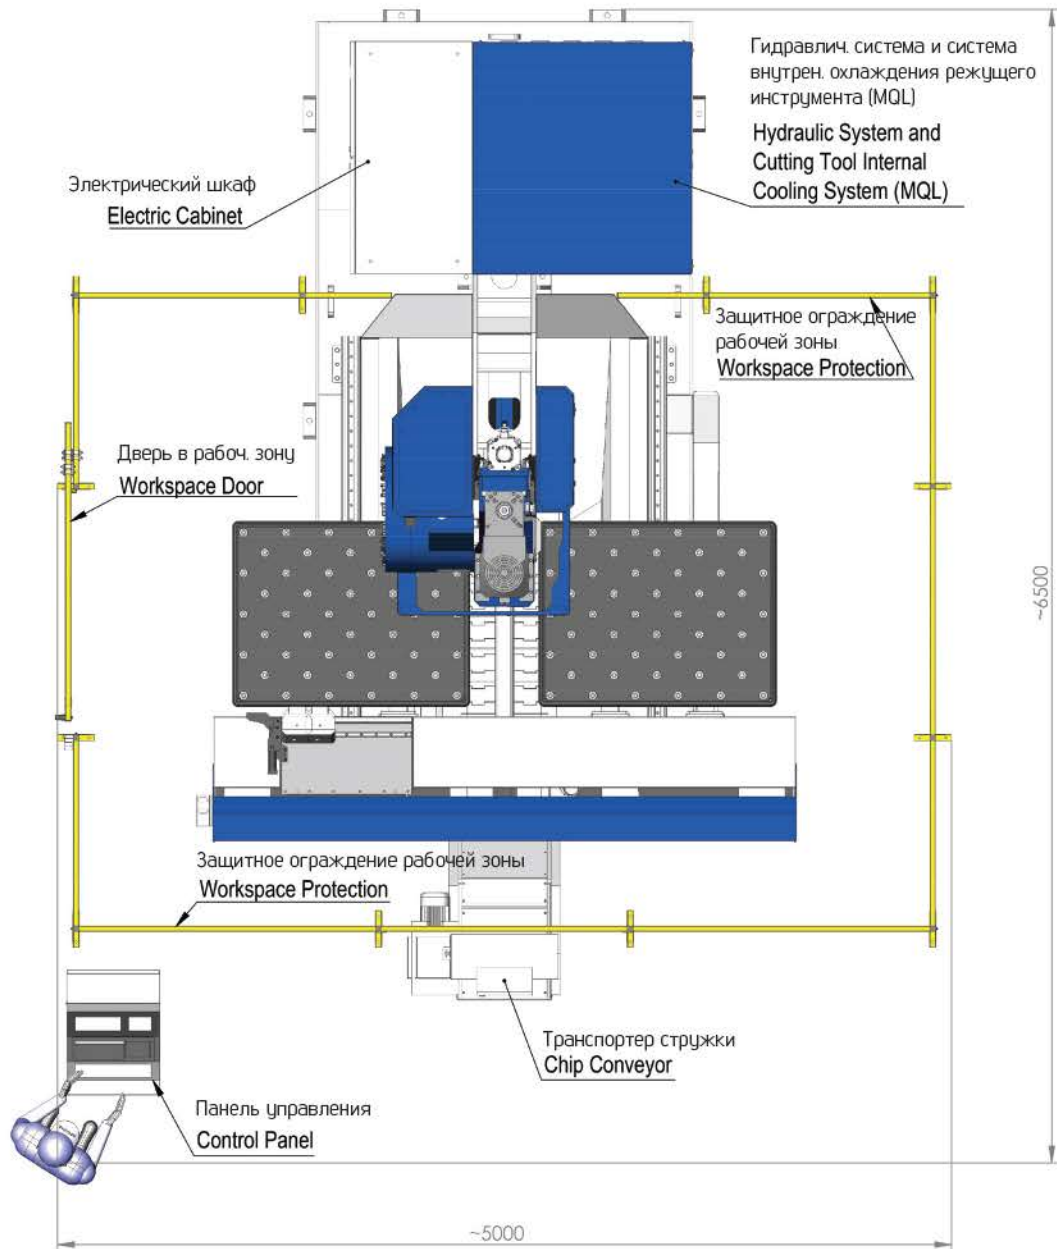 Гидравлич. система и система
внутрен. охлаждения режущего
инструмента (MQL)
Hydraulic System and
Cutting Tool Internal
Cooling System (MQL)
Электрический шкаф
Electric Cabinet
Защитное ограждение
рабочей зоны
Workspace Protection
Дверь в рабоч. зону
Workspace Door
~6500
Защитное ограждение рабочей зоны
Workspace Protection
Транспортер стружки
Chip Conveyor
Панель управления
Control Panel
~5000